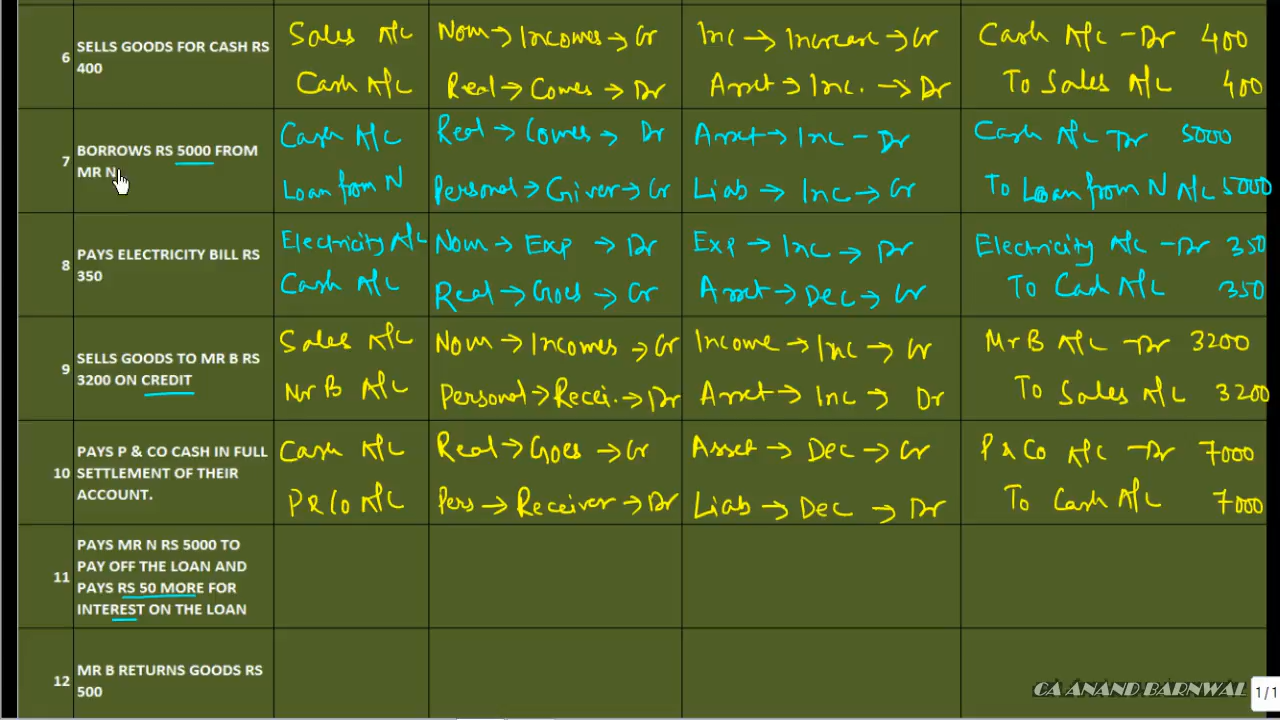 6 SELLS GOODS FOR CASH RS 400
Sales A/c Nom → Incomes → Cr Inc → Increase → Cr Cash A/c - Dr 400
Cash A/c Real → Comes → Dr Asset → Inc. → Dr To Sales A/c 400
7 BORROWS RS 5000 FROM MR N
Cash A/c Real → Comes → Dr Asset → Inc - Dr Cash A/c - Dr 5000
Loan from N Personal → Giver → Cr Liab → Inc → Cr To Loan from N A/c 5000
8 PAYS ELECTRICITY BILL RS 350
Electricity A/c Nom → Exp → Dr Exp → Inc → Dr Electricity A/c - Dr 350
Cash A/c Real → Goes → Cr Asset → Dec → Cr To Cash A/c 350
9 SELLS GOODS TO MR B RS 3200 ON CREDIT
Sales A/c Nom → Incomes → Cr Income → Inc → Cr Mr B A/c - Dr 3200
Mr B A/c Personal → Recei. → Dr Asset → Inc → Dr To Sales A/c 3200
10 PAYS P & CO CASH IN FULL SETTLEMENT OF THEIR ACCOUNT.
Cash A/c Real → Goes → Cr Asset → Dec → Cr P & Co A/c - Dr 7000
P & Co A/c Pers → Receiver → Dr Liab → Dec → Dr To Cash A/c 7000
11 PAYS MR N RS 5000 TO PAY OFF THE LOAN AND PAYS RS 50 MORE FOR INTEREST ON THE LOAN
12 MR B RETURNS GOODS RS 500
CA ANAND BARNWAL
1/1